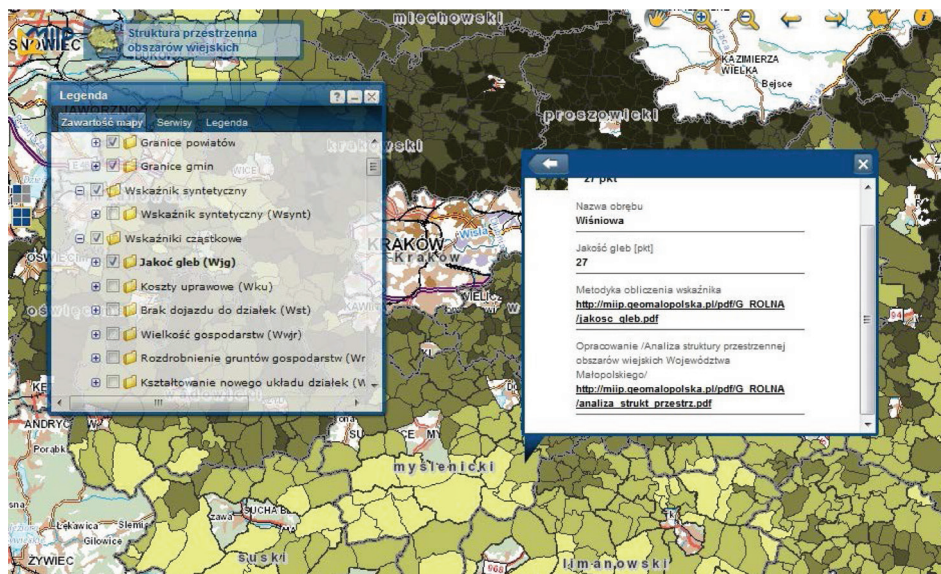 miechowski
Struktura przestrzenna
obszarów wiejskich
KAZIMIERZA
WIELKA
Bejsce
Legenda
Zawartość mapy Serwisy Legenda
Granice powiatów
Granice gmin
Wskaźnik syntetyczny
Wskaźnik syntetyczny (Wsynt)
Wskaźniki cząstkowe
Jakoć gleb (Wjg)
Koszty uprawowe (Wku)
Brak dojazdu do działek (Wst)
Wielkość gospodarstw (Wwjr)
Rozdrobnienie gruntów gospodarstw (Wr
Kształtowanie nowego układu działek (W
proszowicki
krakowski
KRAKÓW
Kraków
Wisła
27 pkt
Nazwa obrębu
Wiśniowa
Jakość gleb [pkt]
27
Metodyka obliczenia wskaźnika
http://miip.geomalopolska.pl/pdf/G_ROLNA
/jakosc_gleb.pdf
Opracowanie /Analiza struktury przestrzennej
obszarów wiejskich Województwa
Małopolskiego/
http://miip.geomalopolska.pl/pdf/G_ROLNA
/analiza_strukt_przestrz.pdf
myślenicki
Łękawica
Gilowice
ŻYWIEC
suski
968
limanowski